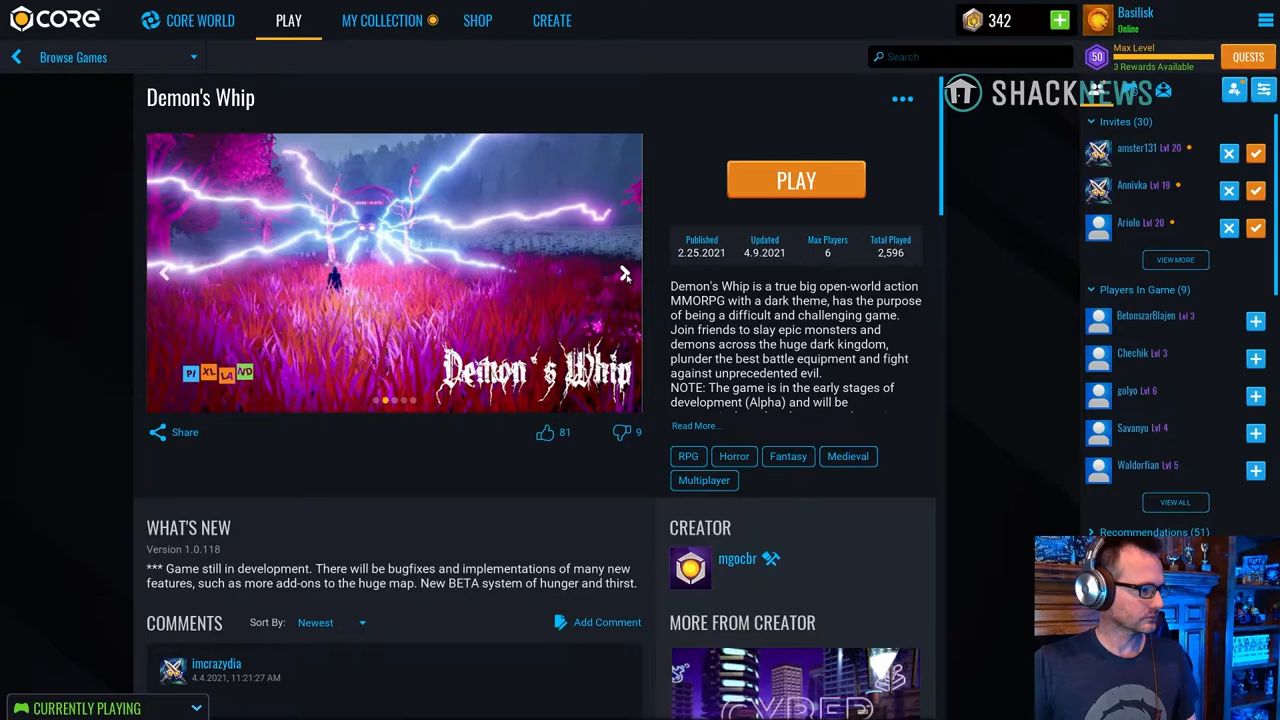 CORE
CORE WORLD
PLAY
MY COLLECTION
SHOP
CREATE
342
Basilisk
Online
Browse Games
Search
50
Max Level
3 Rewards Available
QUESTS
Demon's Whip
SHACKNEWS
PLAY
Published
2.25.2021
Updated
4.9.2021
Max Players
6
Total Played
2,596
PIXLLAND
Demon's Whip
Demon's Whip is a true big open-world action
MMORPG with a dark theme, has the purpose
of being a difficult and challenging game.
Join friends to slay epic monsters and
demons across the huge dark kingdom,
plunder the best battle equipment and fight
against unprecedented evil.
NOTE: The game is in the early stages of
development (Alpha) and will be
Read More...
Share
81
9
RPG
Horror
Fantasy
Medieval
Multiplayer
WHAT'S NEW
Version 1.0.118
*** Game still in development. There will be bugfixes and implementations of many new
features, such as more add-ons to the huge map. New BETA system of hunger and thirst.
CREATOR
mgocbr
COMMENTS
Sort By:
Newest
Add Comment
MORE FROM CREATOR
imcrazydia
4.4.2021, 11:21:27 AM
CYBER
CURRENTLY PLAYING
Invites (30)
amster131 Lvl 20
Annivka Lvl 19
Ariolo Lvl 20
VIEW MORE
Players In Game (9)
BetonszarBlajen Lvl 3
Chechik Lvl 3
golyo Lvl 6
Savanyu Lvl 4
Waldorfian Lvl 5
VIEW ALL
Recommendations (51)